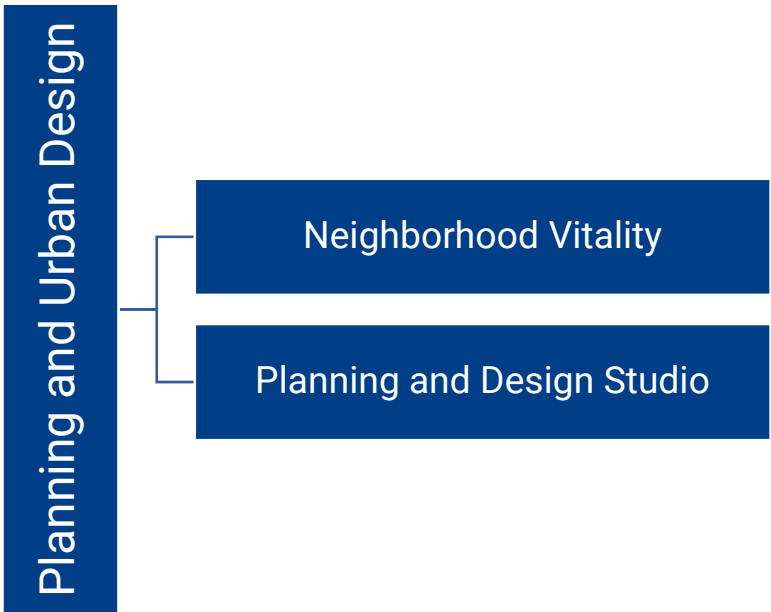 Planning and Urban Design
Neighborhood Vitality
Planning and Design Studio